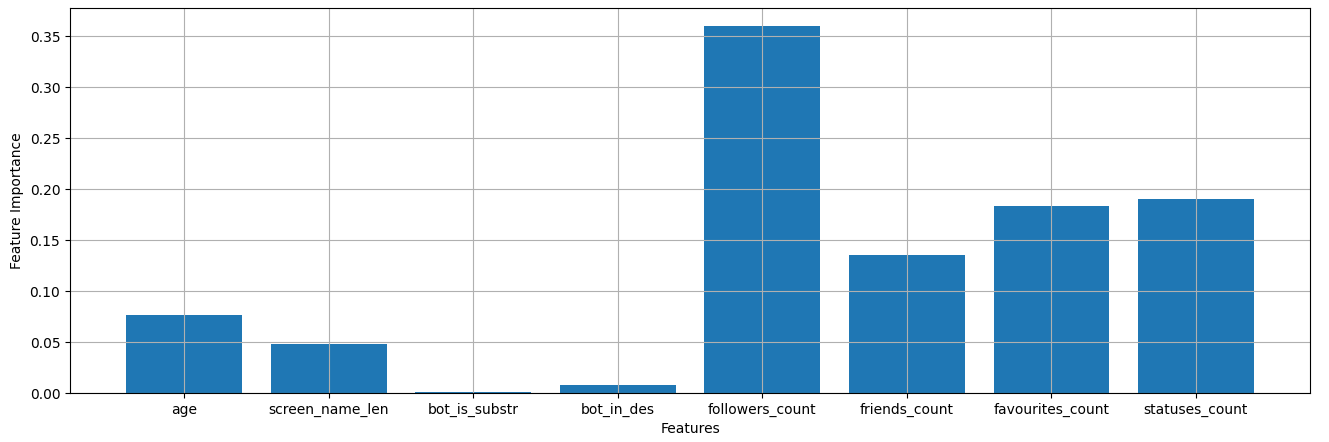 Feature Importance
0.35
0.30
0.25
0.20
0.15
0.10
0.05
0.00
age screen_name_len bot_is_substr bot_in_des followers_count friends_count favourites_count statuses_count
Features